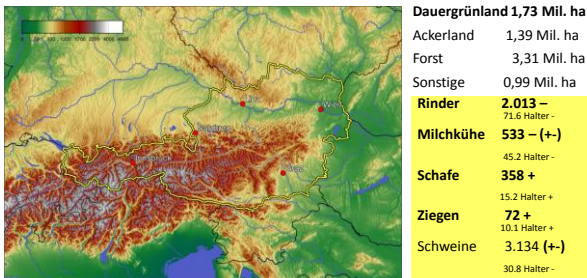 Dauergrünland 1,73 Mil. ha
Ackerland 1,39 Mil. ha
Forst 3,31 Mil. ha
Sonstige 0,99 Mil. ha
Rinder 2.013 –
71.6 Halter -
Milchkühe 533 – (+-)
45.2 Halter -
Schafe 358 +
15.2 Halter +
Ziegen 72 +
10.1 Halter +
Schweine 3.134 (+-)
30.8 Halter -
Innsbruck